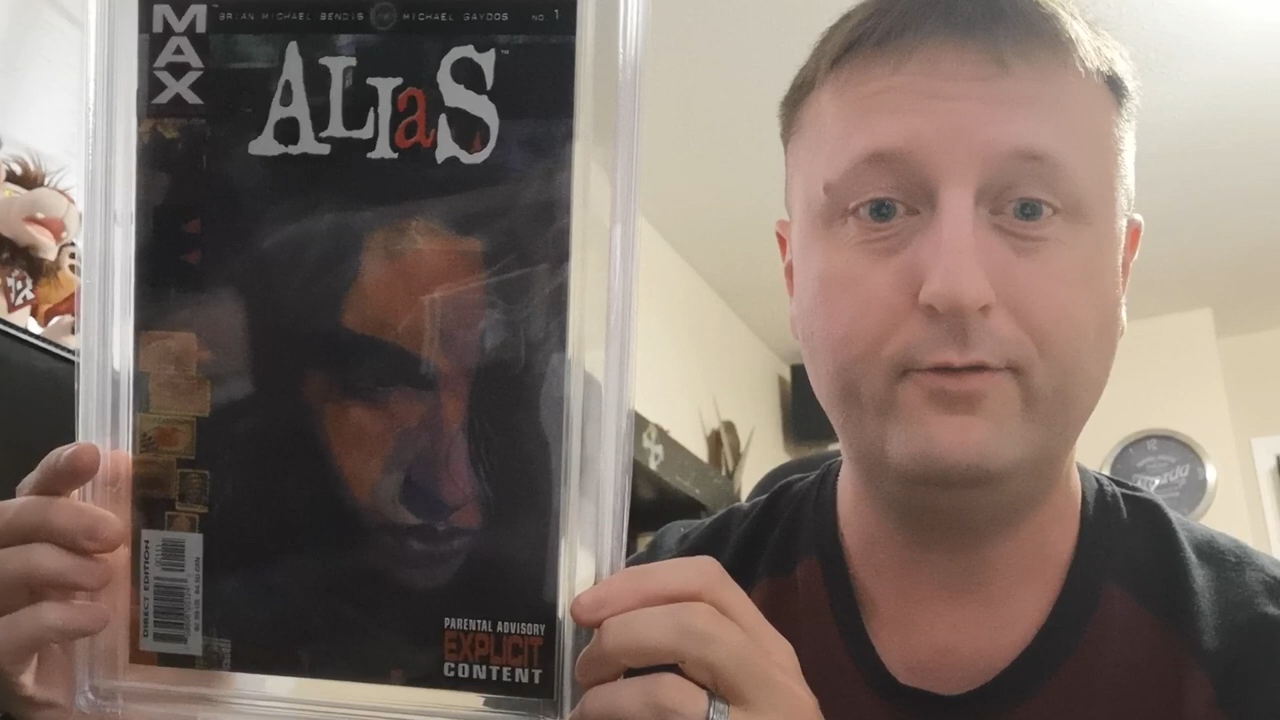 MAX
BRIAN MICHAEL BENDIS MICHAEL GAYDOS NO. 1
ALIaS
DIRECT EDITION
PARENTAL ADVISORY
EXPLICIT
CONTENT